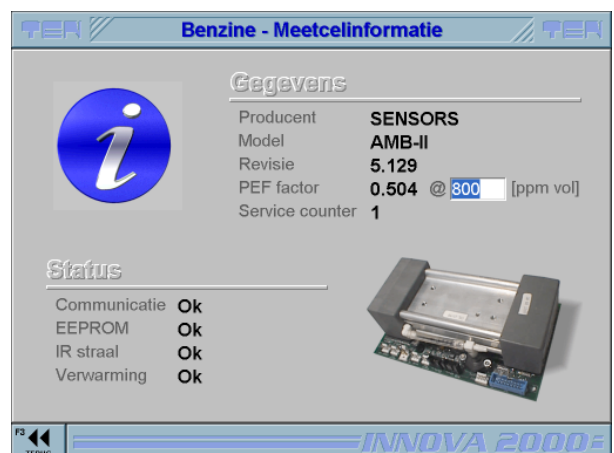 TEN Benzine - Meetcelinformatie TEN
Gegevens
Producent SENSORS
Model AMB-II
Revisie 5.129
PEF factor 0.504 @ 800 [ppm vol]
Service counter 1
Status
Communicatie Ok
EEPROM Ok
IR straal Ok
Verwarming Ok
F3
INNOVA 2000